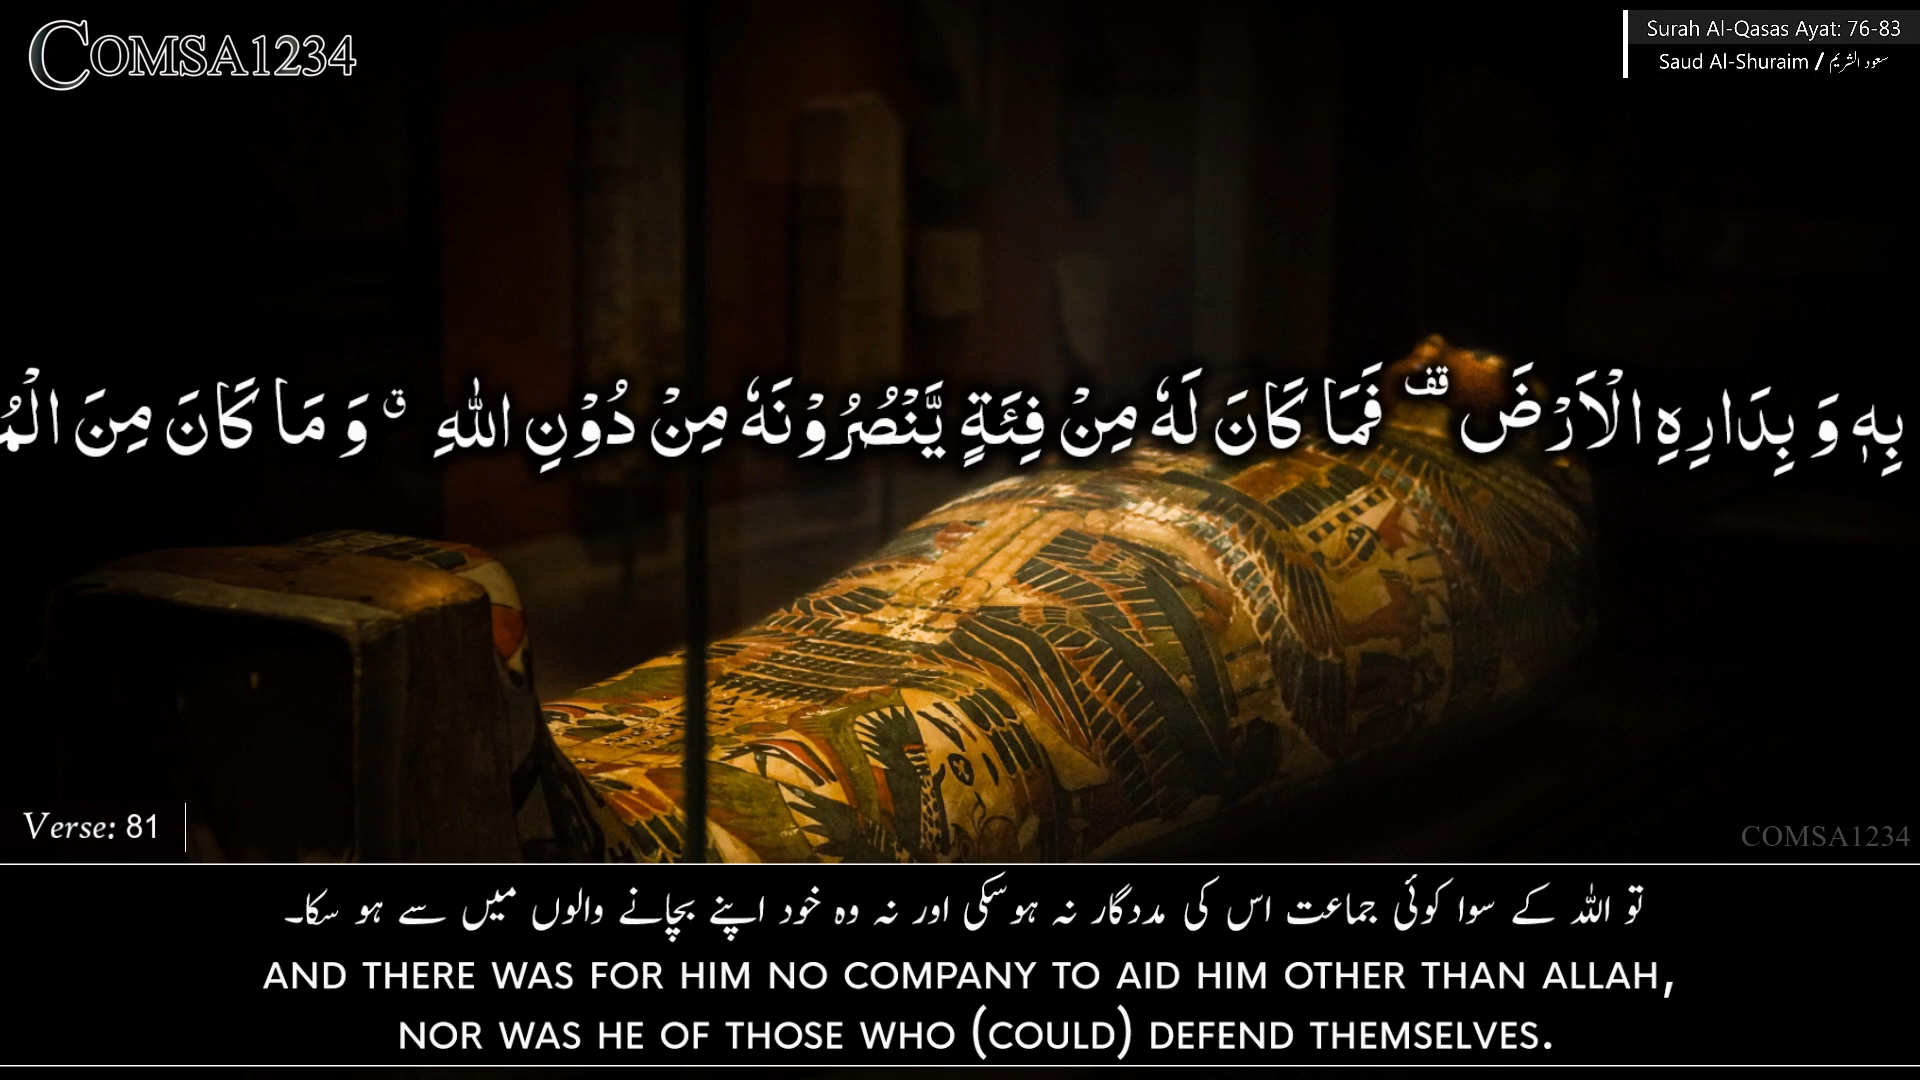 COMSA1234
Surah Al-Qasas Ayat: 76-83
Saud Al-Shuraim / سعود الشريم
بِهٖ وَ بِدَارِهِ الْاَرْضَ ۫ فَمَا كَانَ لَهٗ مِنْ فِئَةٍ یَّنْصُرُوْنَهٗ مِنْ دُوْنِ اللّٰهِ ۗ وَ مَا كَانَ مِنَ
Verse: 81
COMSA1234
تو اللہ کے سوا کوئی جماعت اس کی مددگار نہ ہوسکی اور نہ وہ خود اپنے بچانے والوں میں سے ہو سکا۔
AND THERE WAS FOR HIM NO COMPANY TO AID HIM OTHER THAN ALLAH,
NOR WAS HE OF THOSE WHO (COULD) DEFEND THEMSELVES.